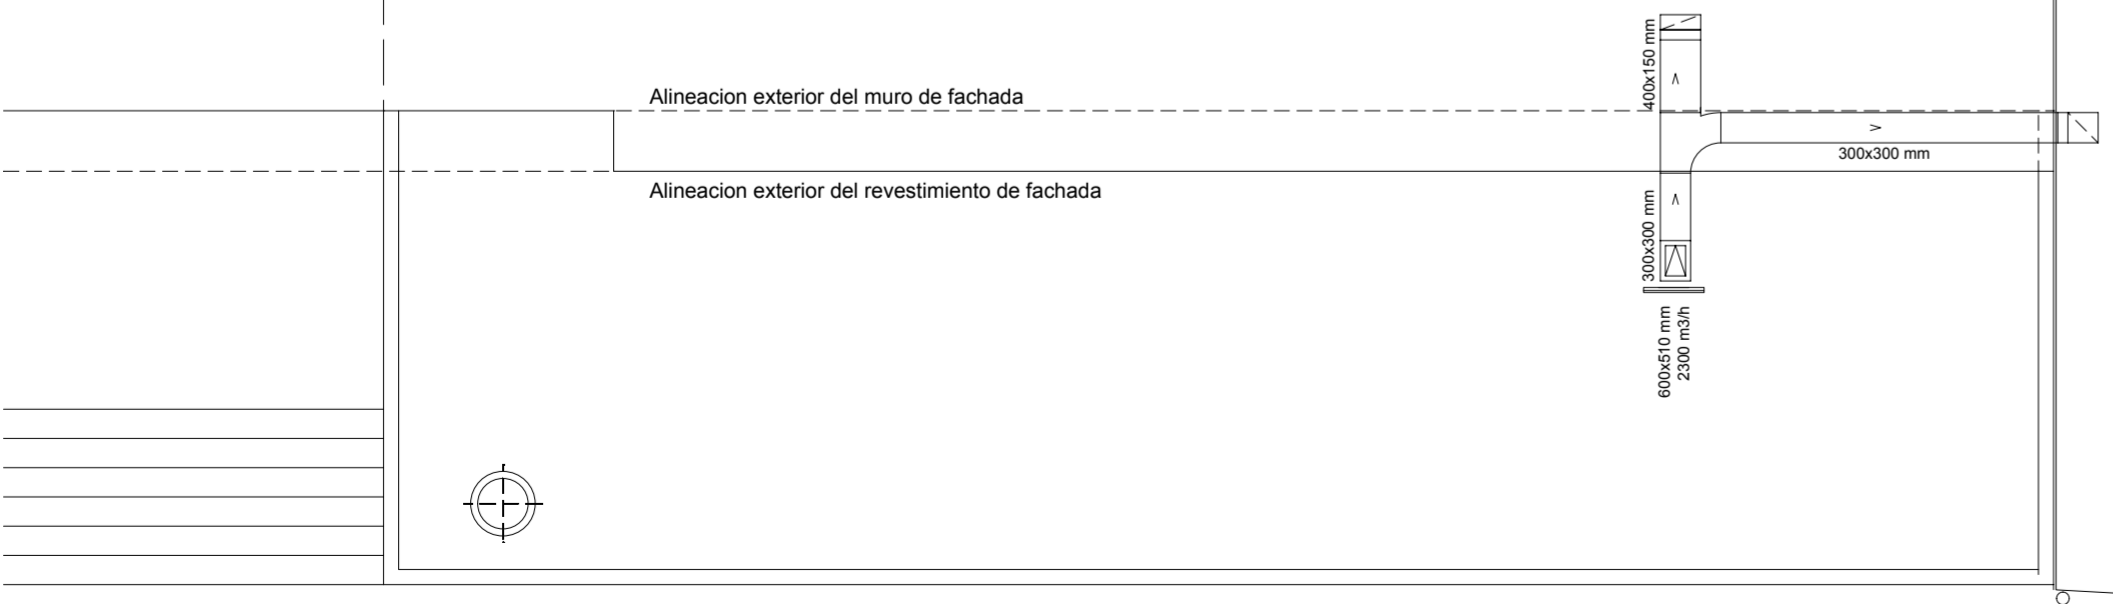 Alineacion exterior del muro de fachada
400x150 mm
300x300 mm
Alineacion exterior del revestimiento de fachada
300x300 mm
600x510 mm
2300 m3/h